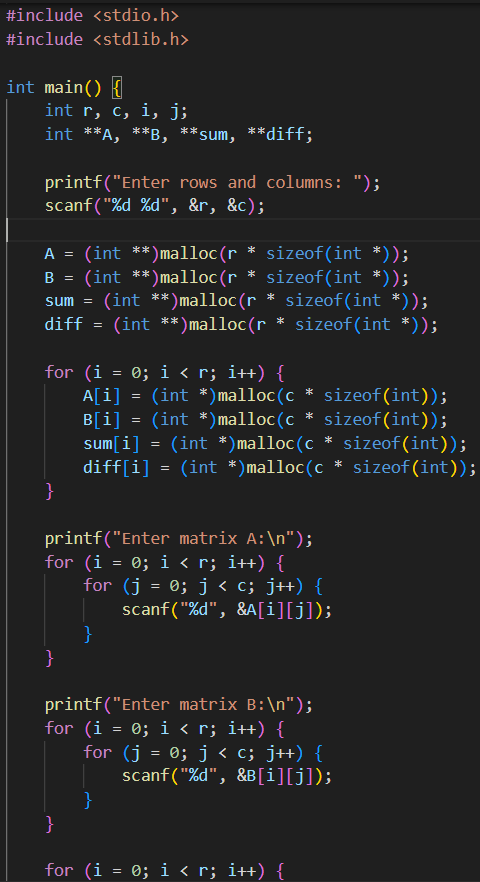 #include <stdio.h>
#include <stdlib.h>

int main() {
    int r, c, i, j;
    int **A, **B, **sum, **diff;

    printf("Enter rows and columns: ");
    scanf("%d %d", &r, &c);

    A = (int **)malloc(r * sizeof(int *));
    B = (int **)malloc(r * sizeof(int *));
    sum = (int **)malloc(r * sizeof(int *));
    diff = (int **)malloc(r * sizeof(int *));

    for (i = 0; i < r; i++) {
        A[i] = (int *)malloc(c * sizeof(int));
        B[i] = (int *)malloc(c * sizeof(int));
        sum[i] = (int *)malloc(c * sizeof(int));
        diff[i] = (int *)malloc(c * sizeof(int));
    }

    printf("Enter matrix A:\n");
    for (i = 0; i < r; i++) {
        for (j = 0; j < c; j++) {
            scanf("%d", &A[i][j]);
        }
    }

    printf("Enter matrix B:\n");
    for (i = 0; i < r; i++) {
        for (j = 0; j < c; j++) {
            scanf("%d", &B[i][j]);
        }
    }

    for (i = 0; i < r; i++) {